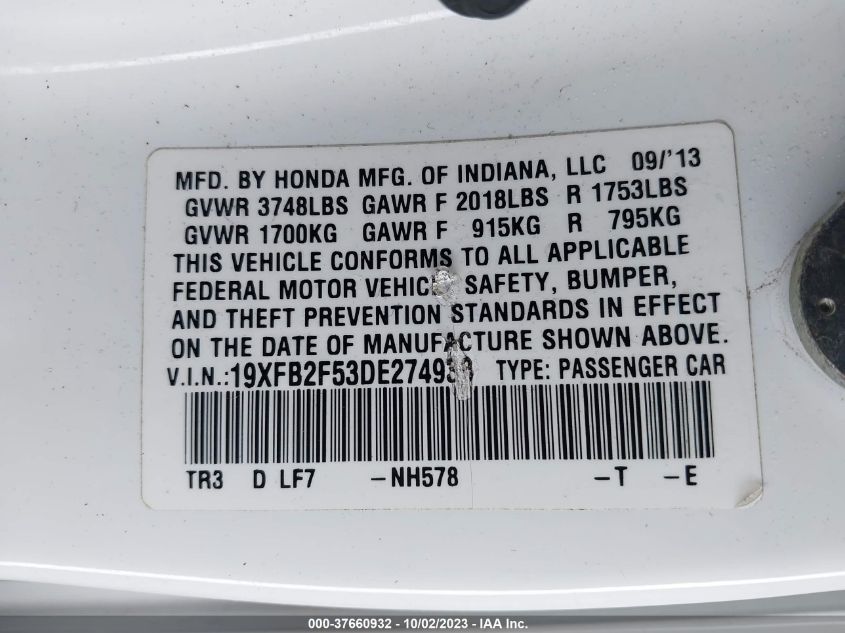 MFD. BY HONDA MFG. OF INDIANA, LLC 09/'13
GVWR 3748LBS GAWR F 2018LBS R 1753LBS
GVWR 1700KG GAWR F 915KG R 795KG
THIS VEHICLE CONFORMS TO ALL APPLICABLE
FEDERAL MOTOR VEHICLE SAFETY, BUMPER,
AND THEFT PREVENTION STANDARDS IN EFFECT
ON THE DATE OF MANUFACTURE SHOWN ABOVE.
V.I.N.: TYPE: PASSENGER CAR
TR3 D LF7 -NH578 -T -E
000-37660932 - 10/02/2023 - IAA Inc.